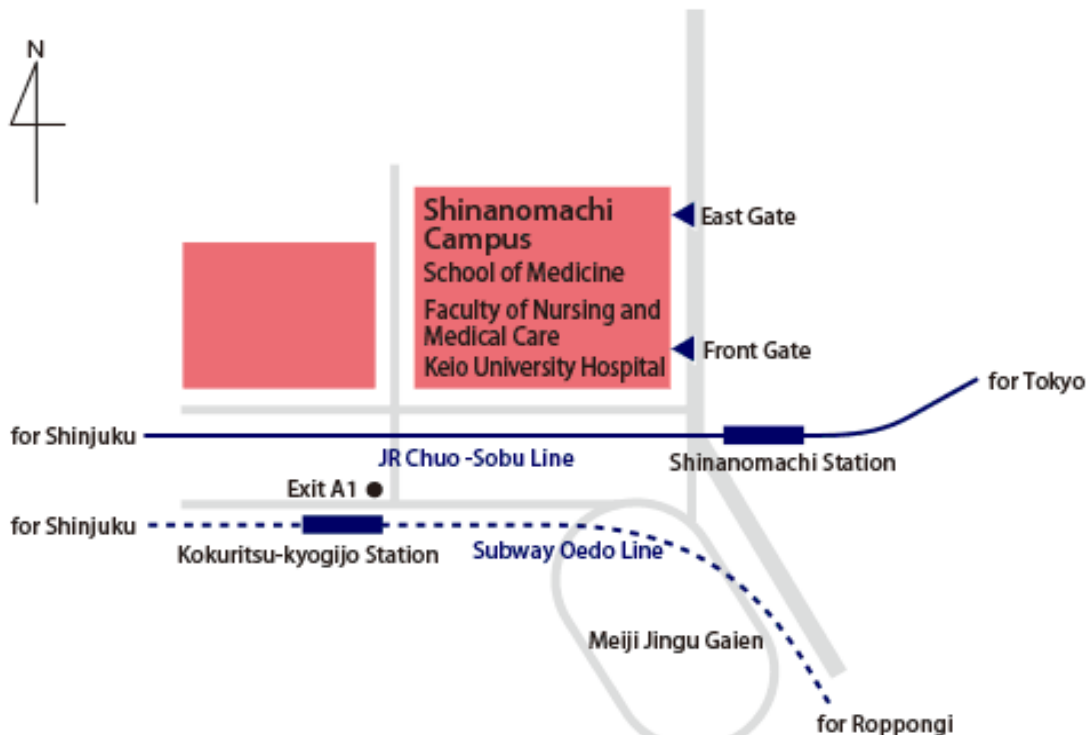 N
Shinanomachi
Campus
School of Medicine
Faculty of Nursing and
Medical Care
Keio University Hospital
East Gate
Front Gate
for Tokyo
for Shinjuku
JR Chuo -Sobu Line
Shinanomachi Station
Exit A1
for Shinjuku
Kokuritsu-kyogijo Station
Subway Oedo Line
Meiji Jingu Gaien
for Roppongi